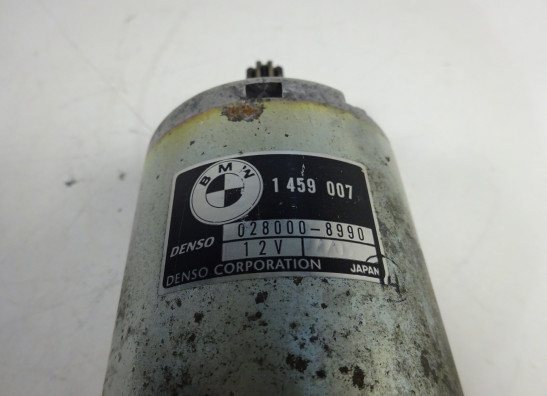 BMW
1 459 007
028000-8990
DENSO
12V
DENSO CORPORATION JAPAN